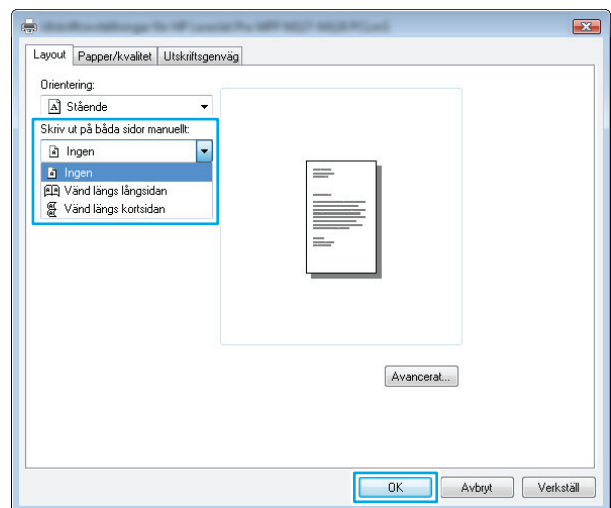 Layout
Papper/kvalitet
Utskriftsgenväg
Orientering:
Stående
Skriv ut på båda sidor manuellt:
Ingen
Ingen
Vänd längs långsidan
Vänd längs kortsidan
Avancerat...
OK
Avbryt
Verkställ